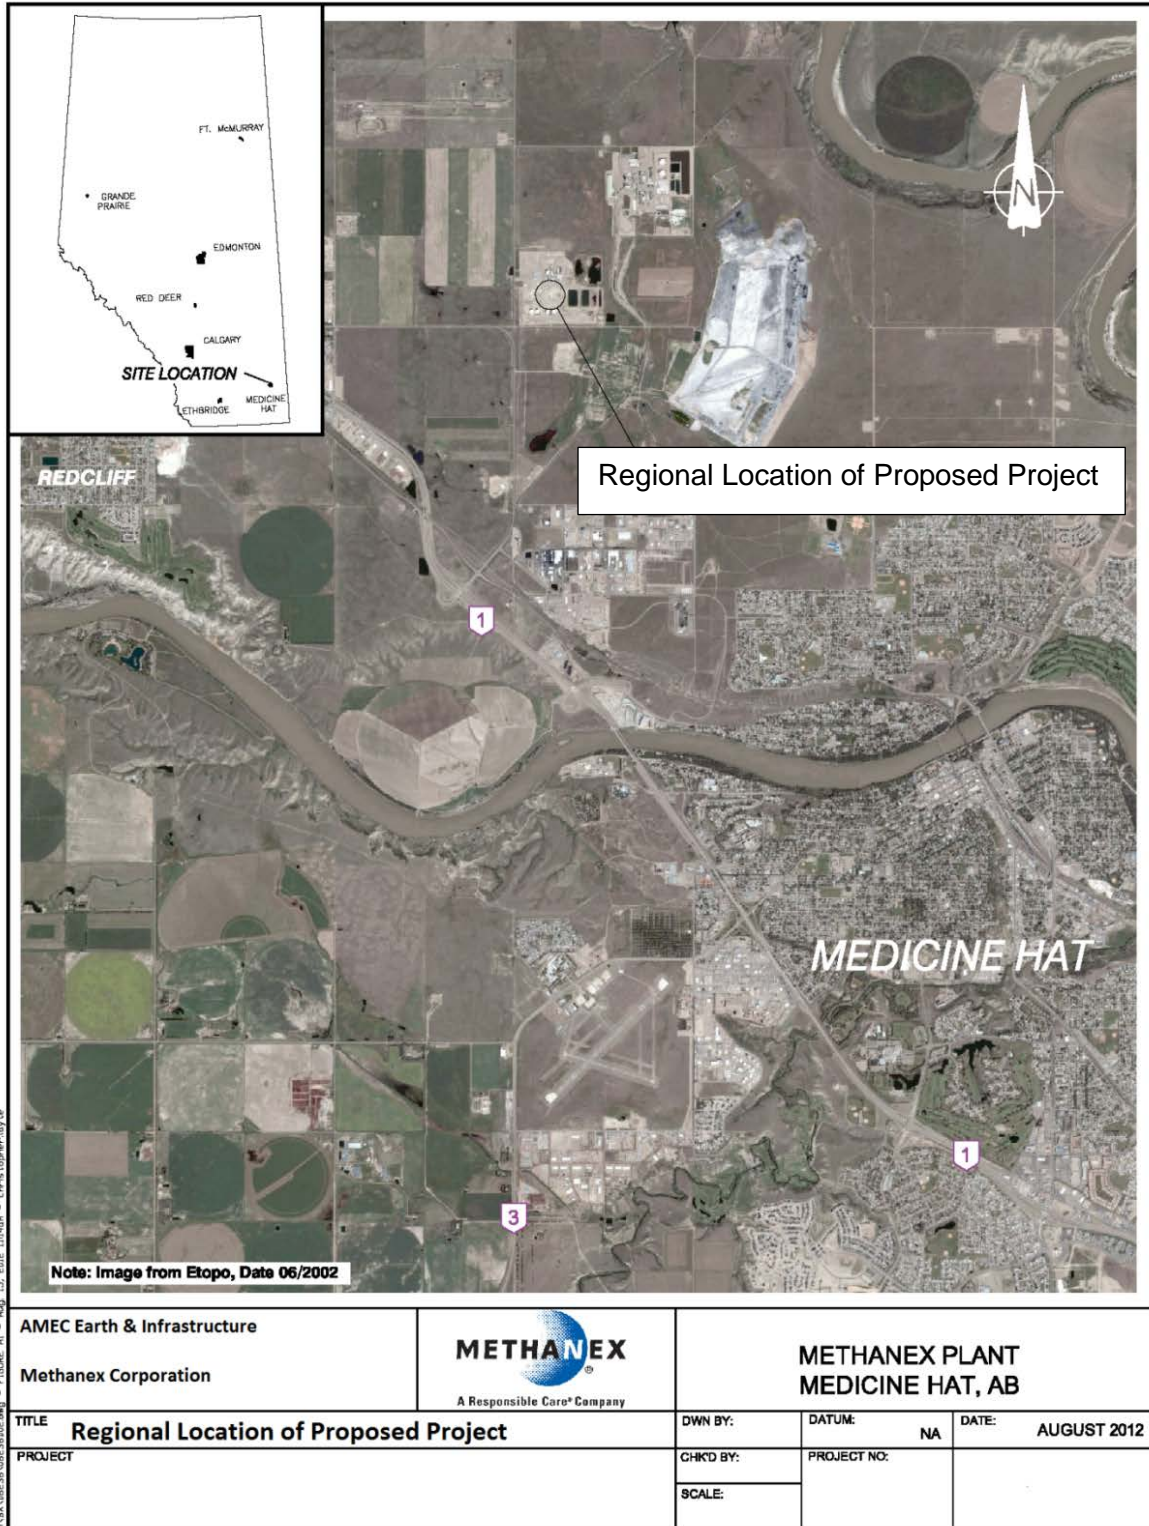 FT. McMURRAY
GRANDE
PRAIRIE
EDMONTON
RED DEER
CALGARY
SITE LOCATION
ETHBRIDGE
MEDICINE
HAT
N
Regional Location of Proposed Project
REDCLIFF
1
MEDICINE HAT
1
3
Note: Image from Etopo, Date 06/2002
AMEC Earth & Infrastructure
Methanex Corporation
METHANEX
®
A Responsible Care® Company
METHANEX PLANT
MEDICINE HAT, AB
TITLE
Regional Location of Proposed Project
DWN BY:
DATUM:
NA
DATE:
AUGUST 2012
PROJECT
CHK'D BY:
PROJECT NO:
SCALE: